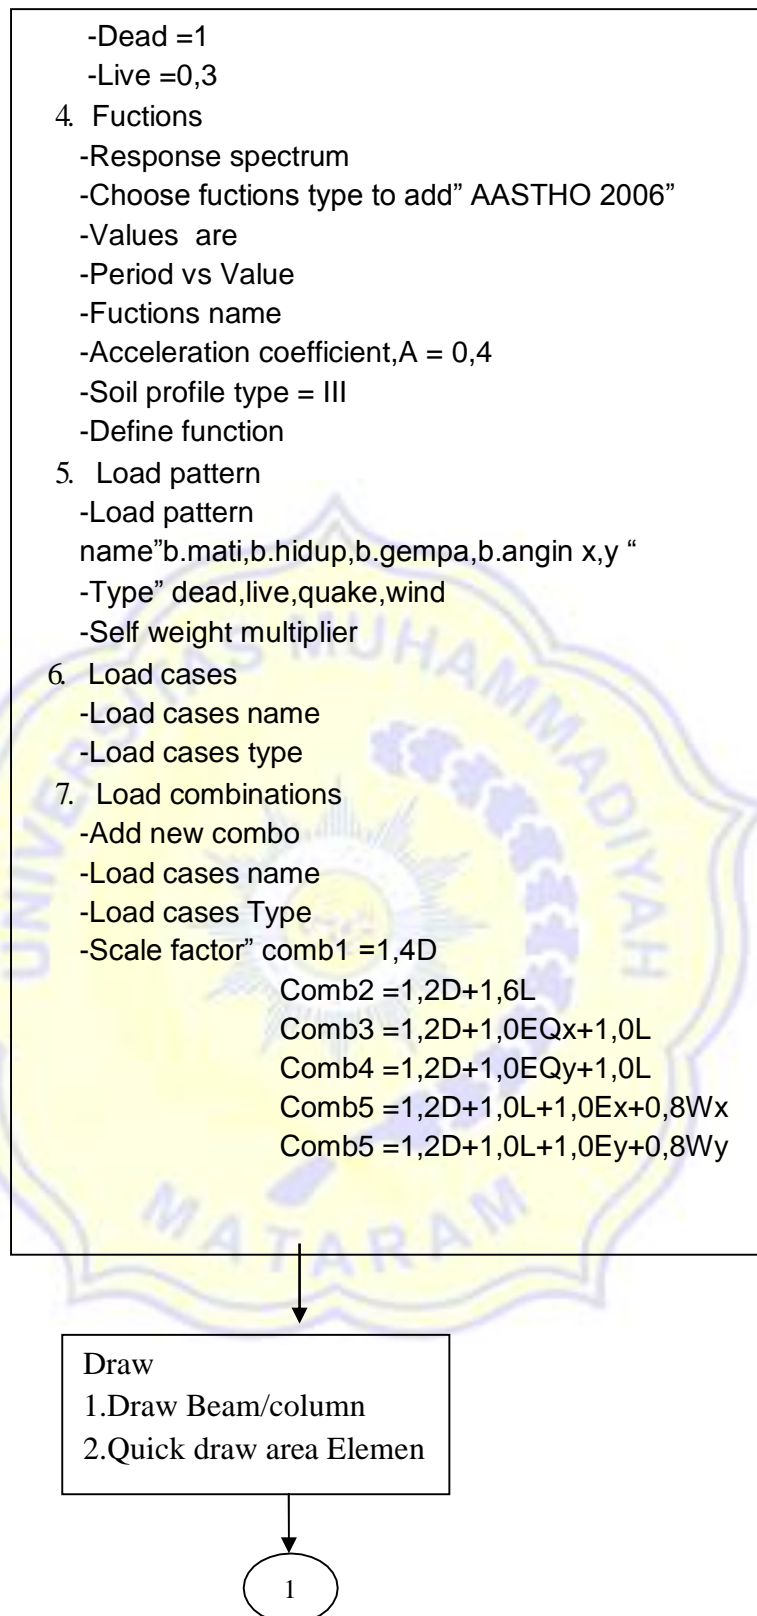 -Dead =1
-Live =0,3
4. Fuctions
-Response spectrum
-Choose fuctions type to add” AASTHO 2006”
-Values  are
-Period vs Value
-Fuctions name
-Acceleration coefficient,A = 0,4
-Soil profile type = III
-Define function
5. Load pattern
-Load pattern
name”b.mati,b.hidup,b.gempa,b.angin x,y “
-Type” dead,live,quake,wind
-Self weight multiplier
6. Load cases
-Load cases name
-Load cases type
7. Load combinations
-Add new combo
-Load cases name
-Load cases Type
-Scale factor” comb1 =1,4D
Comb2 =1,2D+1,6L
Comb3 =1,2D+1,0EQx+1,0L
Comb4 =1,2D+1,0EQy+1,0L
Comb5 =1,2D+1,0L+1,0Ex+0,8Wx
Comb5 =1,2D+1,0L+1,0Ey+0,8Wy
UNIVERSITAS MUHAMMADIYAH
MATARAM
Draw
1.Draw Beam/column
2.Quick draw area Elemen
1